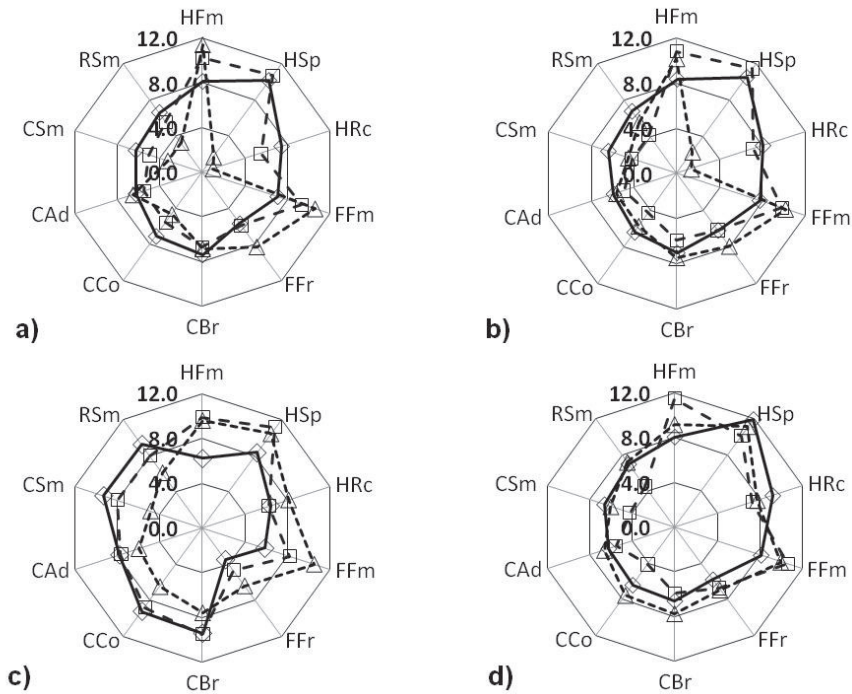 HFm
12.0
HSp
8.0
RSm
4.0
CSm
HRc
0.0
CAd
FFm
CCo
FFr
CBr
a)
HFm
12.0
HSp
8.0
RSm
4.0
CSm
HRc
0.0
CAd
FFm
CCo
FFr
CBr
b)
HFm
12.0
HSp
8.0
RSm
4.0
CSm
HRc
0.0
CAd
FFm
CCo
FFr
CBr
c)
HFm
12.0
HSp
8.0
RSm
4.0
CSm
HRc
0.0
CAd
FFm
CCo
FFr
CBr
d)